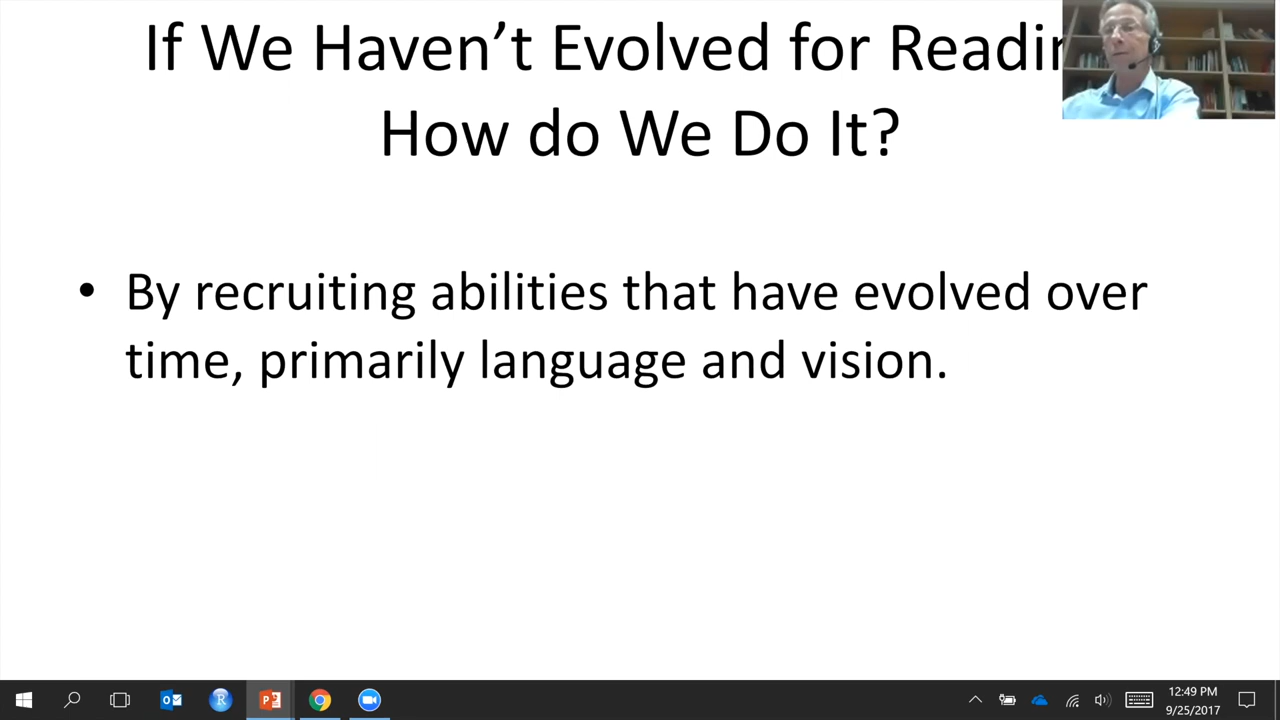 If We Haven’t Evolved for Readin
How do We Do It?
• By recruiting abilities that have evolved over
time, primarily language and vision.
12:49 PM
9/25/2017